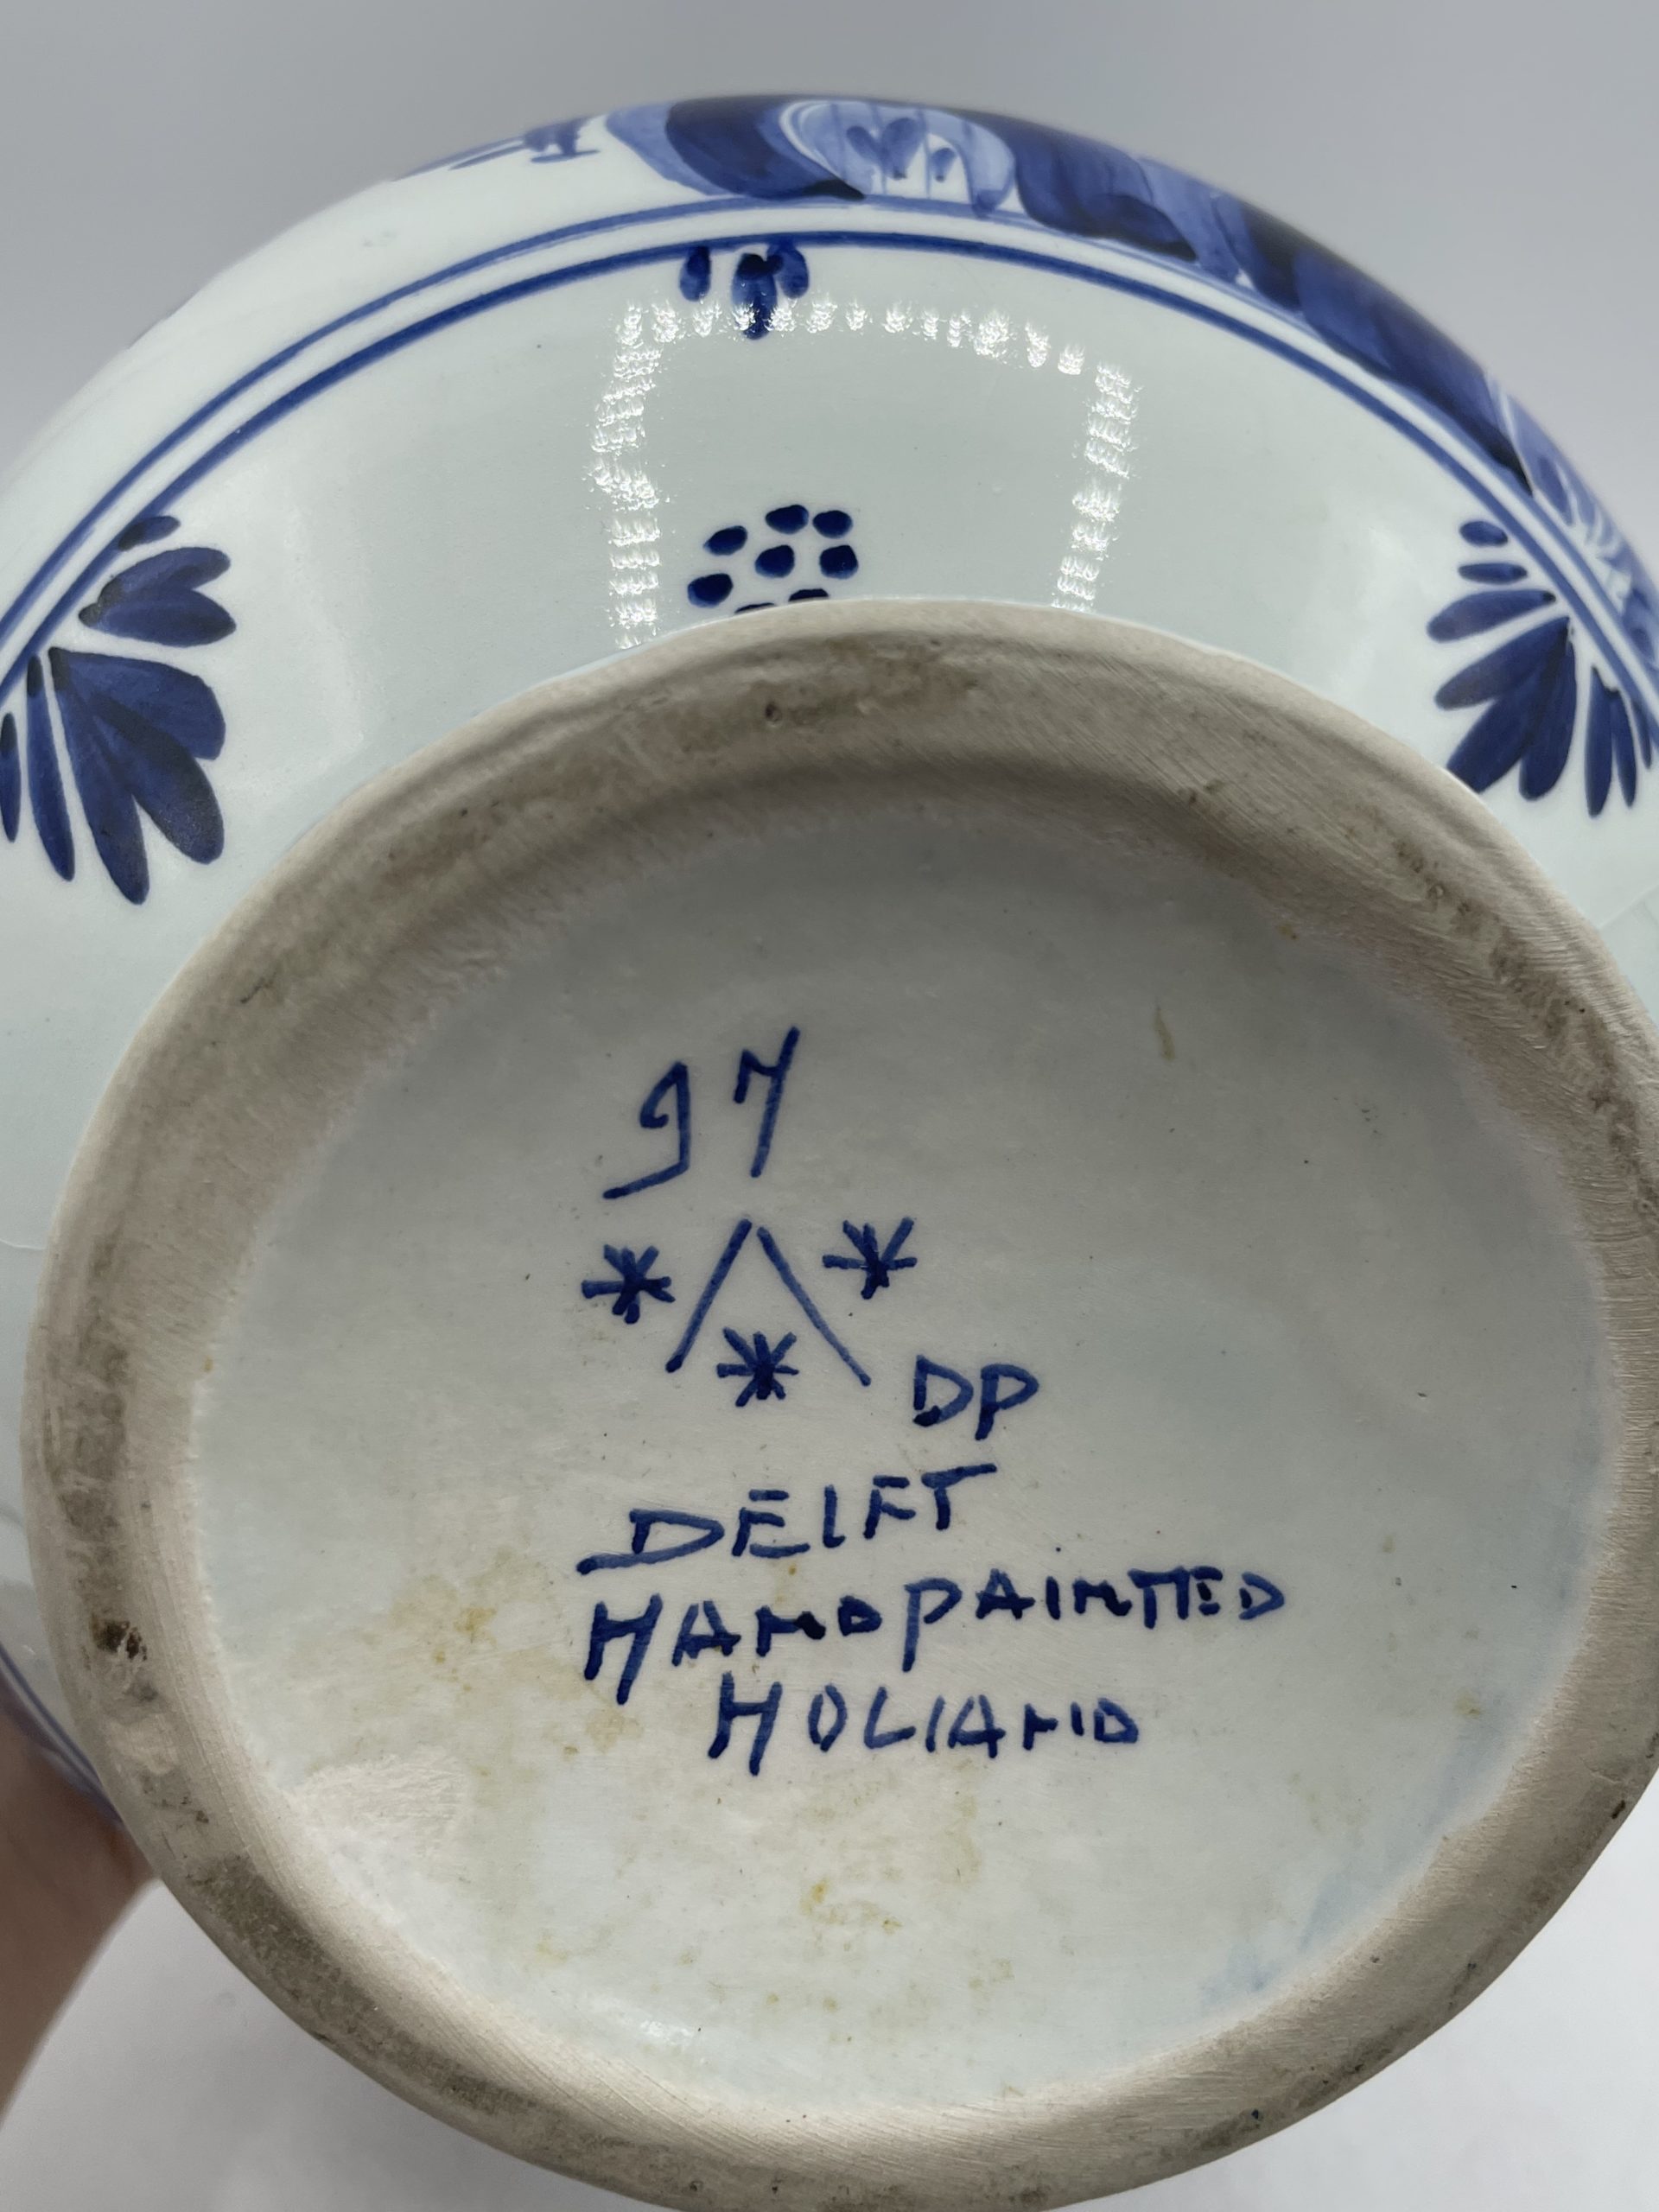 97
* * *
DP
DELFT
HANDPAINTED
HOLLAND